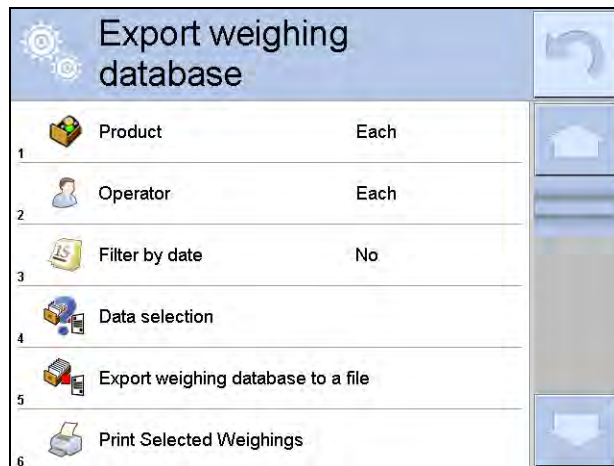 Export weighing
database
1 Product Each
2 Operator Each
15
3 Filter by date No
4 Data selection
5 Export weighing database to a file
6 Print Selected Weighings